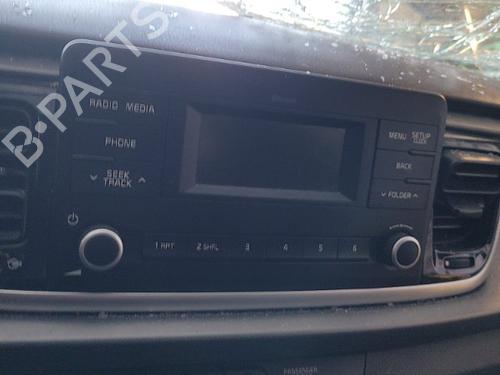 B-PARTS
RADIO MEDIA
PHONE
SEEK
TRACK
MENU SETUP
CLOCK
BACK
FOLDER
1 RPT 2 SHFL 3 4 5 6
PASSENGER